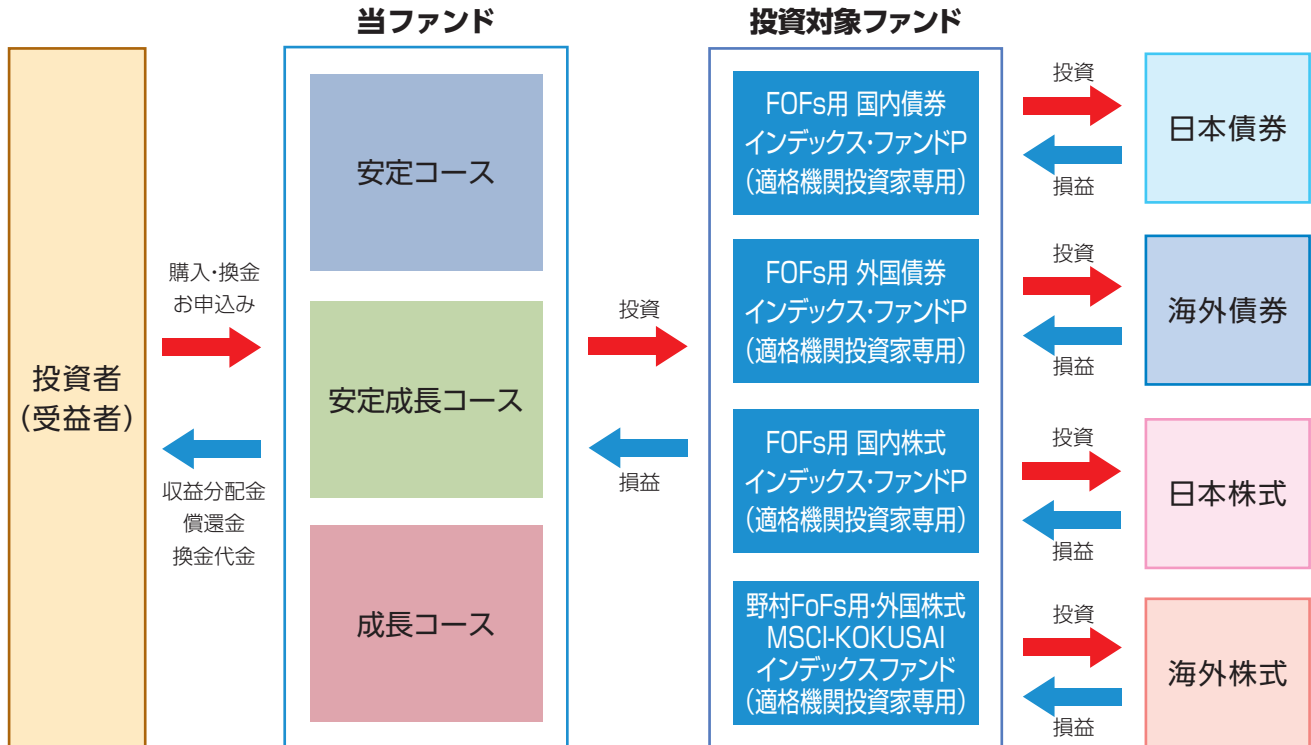 当ファンド
投資対象ファンド
投資者
(受益者)
購入・換金
お申込み
収益分配金
償還金
換金代金
安定コース
安定成長コース
成長コース
投資
損益
FOFs用 国内債券
インデックス・ファンドP
(適格機関投資家専用)
FOFs用 外国債券
インデックス・ファンドP
(適格機関投資家専用)
FOFs用 国内株式
インデックス・ファンドP
(適格機関投資家専用)
野村FoFs用・外国株式
MSCI-KOKUSAI
インデックスファンド
(適格機関投資家専用)
投資
損益
日本債券
投資
損益
海外債券
投資
損益
日本株式
投資
損益
海外株式